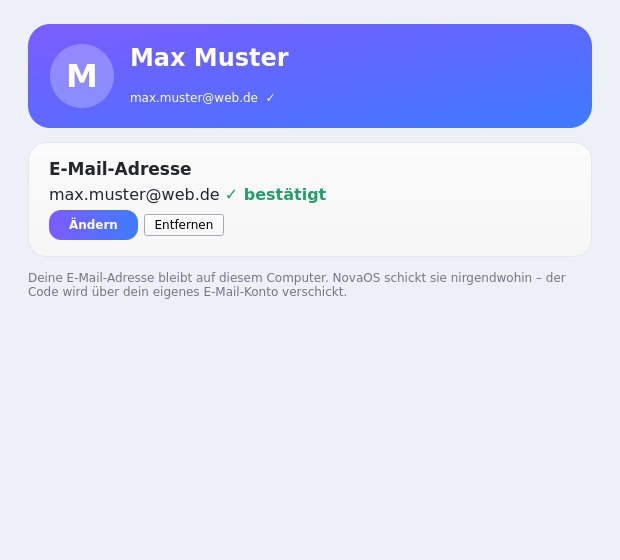 M
Max Muster
max.muster@web.de ✓
E-Mail-Adresse
max.muster@web.de ✓ bestätigt
Ändern
Entfernen
Deine E-Mail-Adresse bleibt auf diesem Computer. NovaOS schickt sie nirgendwohin – der
Code wird über dein eigenes E-Mail-Konto verschickt.